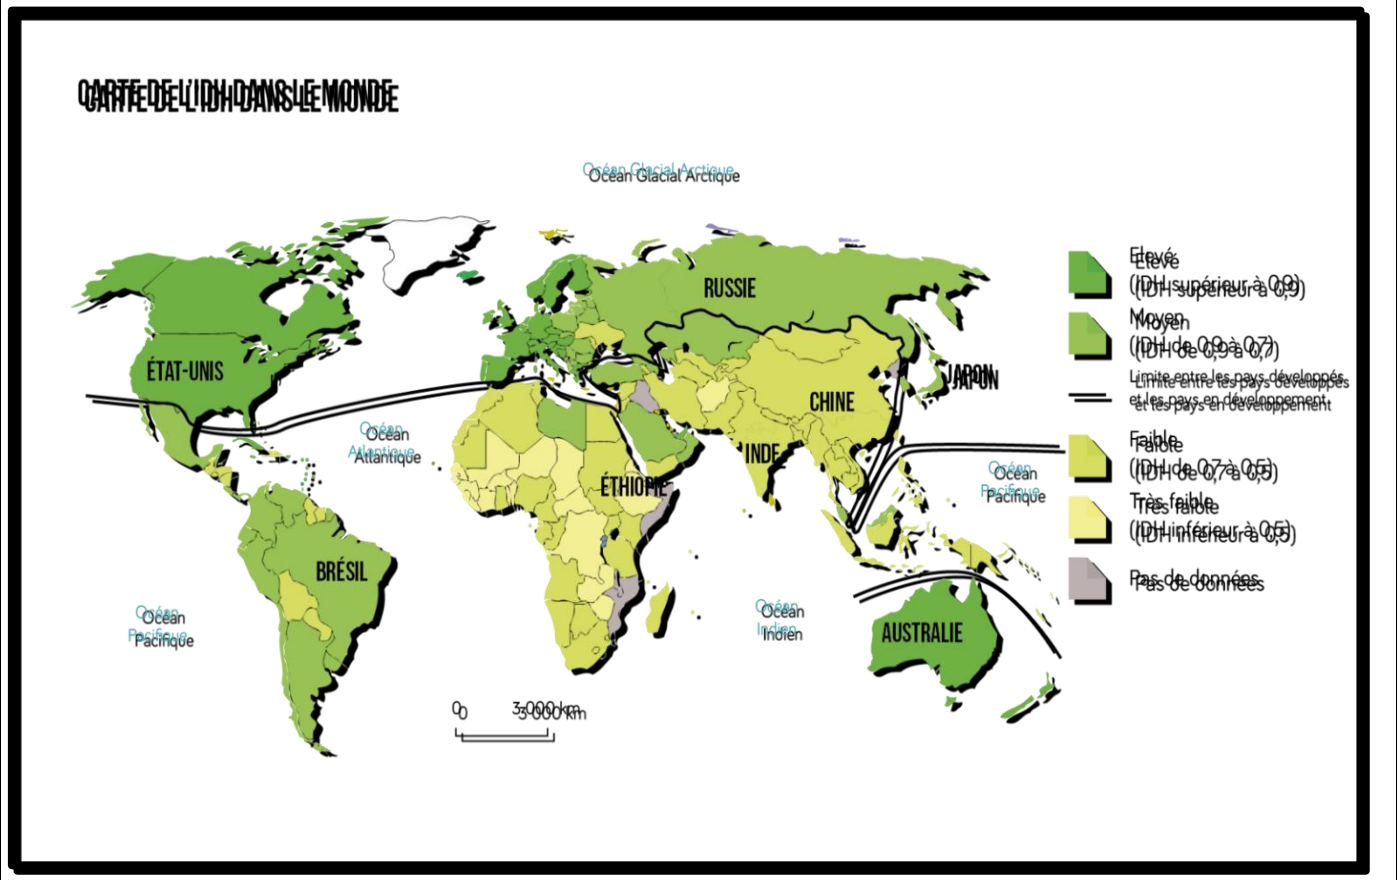 CARTE DE L'IDH DANS LE MONDE
Océan Glacial Arctique
RUSSIE
ÉTAT-UNIS
JAPON
CHINE
INDE
ÉTHIOPIE
BRÉSIL
AUSTRALIE
Océan
Atlantique
Océan
Pacifique
Océan
Pacifique
Océan
Indien
0 3 000 km
Elevé
(IDH supérieur à 0,9)
Moyen
(IDH de 0,9 à 0,7)
Limite entre les pays développés
et les pays en développement
Faible
(IDH de 0,7 à 0,5)
Très faible
(IDH inférieur à 0,5)
Pas de données